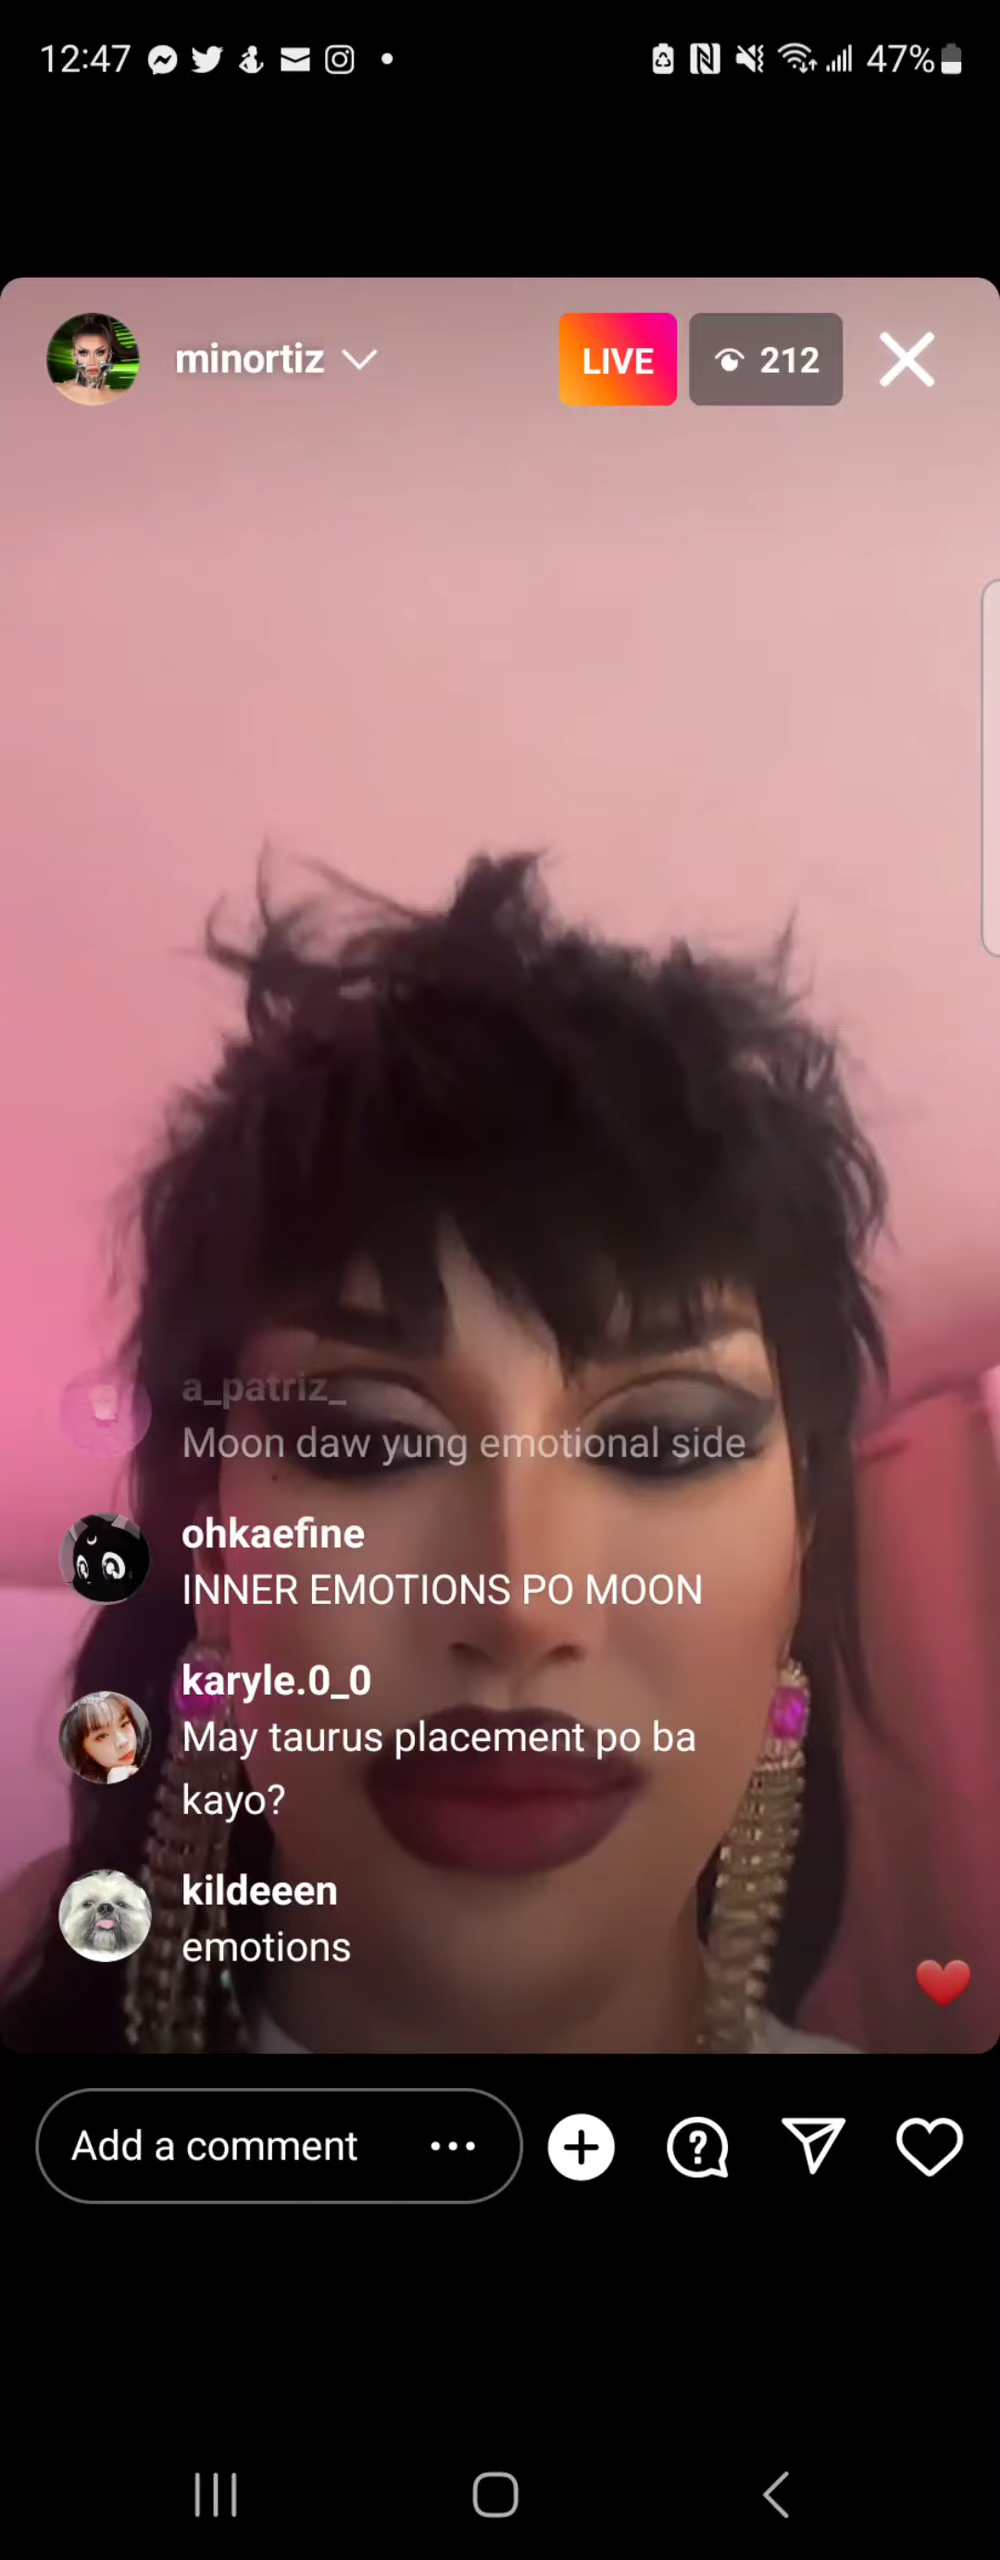 12:47
47%
minortiz
LIVE
212
a_patriz_
Moon daw yung emotional side
ohkaefine
INNER EMOTIONS PO MOON
karyle.0_0
May taurus placement po ba
kayo?
kildeeen
emotions
Add a comment